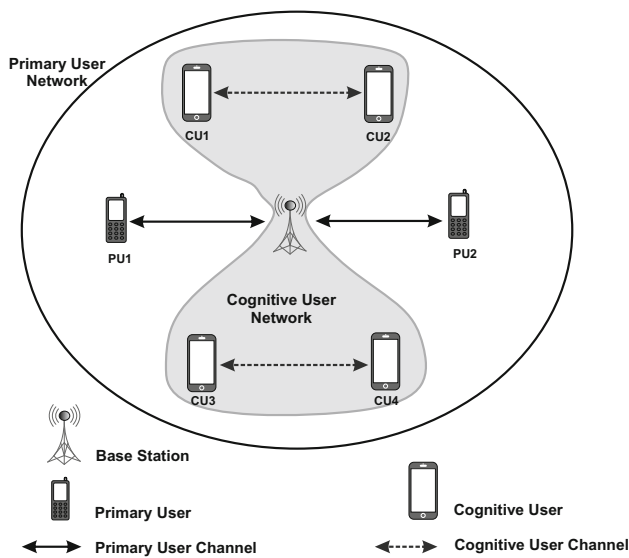 Primary User
Network
CU1
CU2
PU1
PU2
Cognitive User
Network
CU3
CU4
Base Station
Primary User
Cognitive User
Primary User Channel
Cognitive User Channel